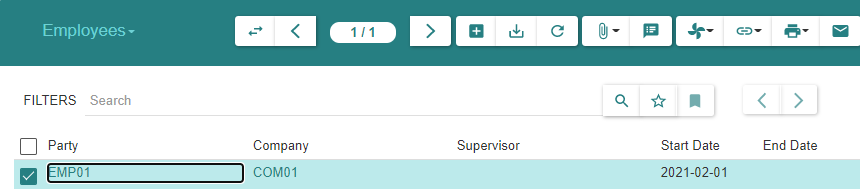 Employees
1 / 1
FILTERS Search
Party Company Supervisor Start Date End Date
EMP01 COM01 2021-02-01